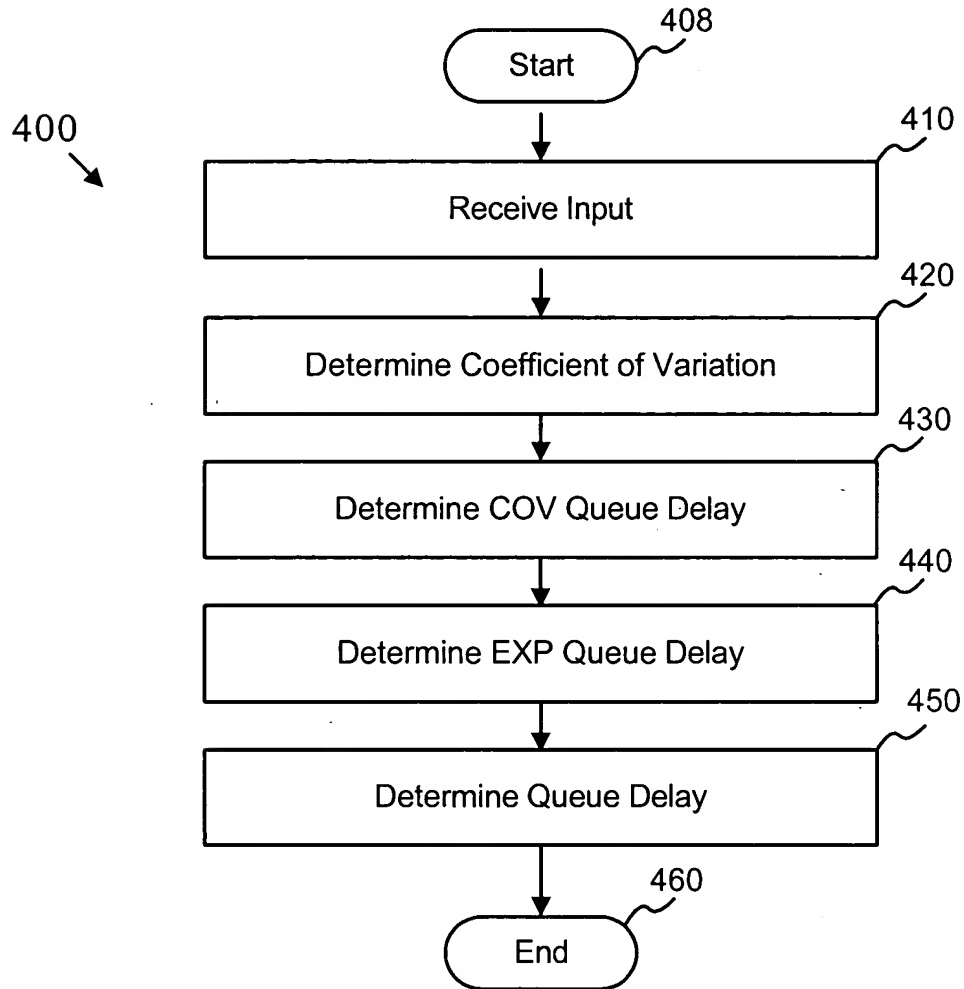 408
Start
400
410
Receive Input
420
Determine Coefficient of Variation
430
Determine COV Queue Delay
440
Determine EXP Queue Delay
450
Determine Queue Delay
460
End